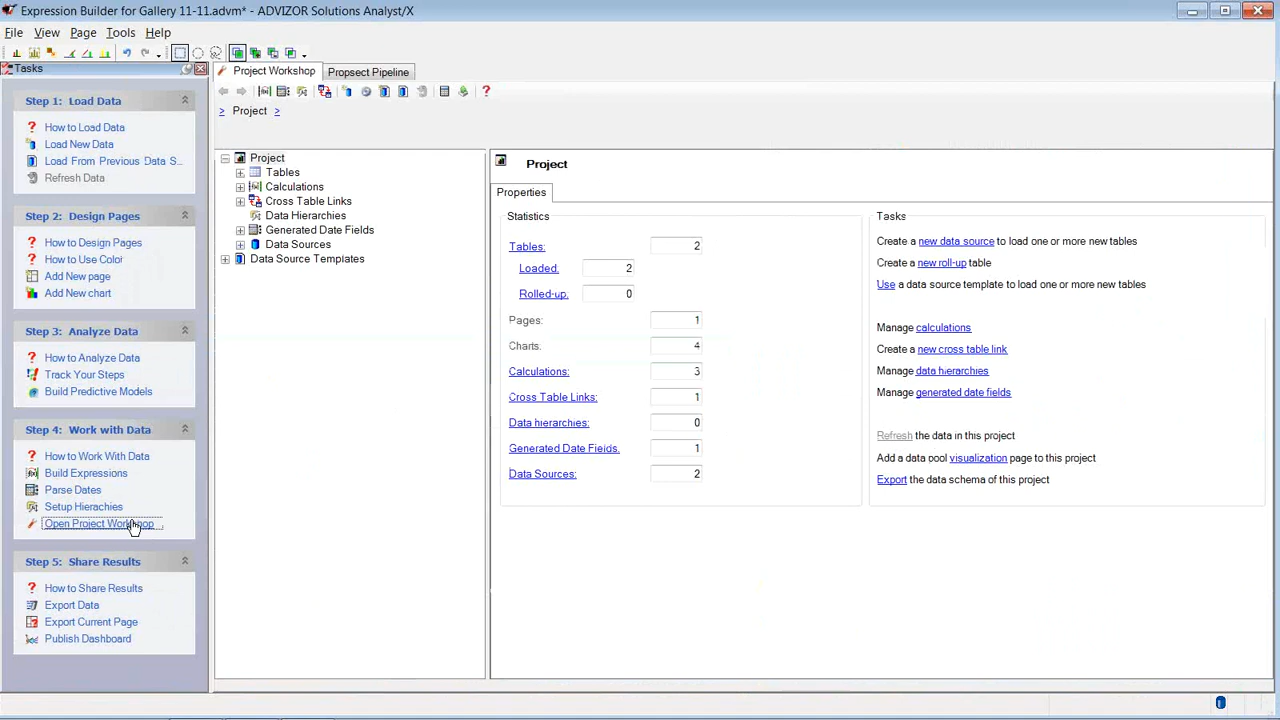 Expression Builder for Gallery 11-11.advm* - ADVIZOR Solutions Analyst/X
File View Page Tools Help
Tasks
Project Workshop
Propsect Pipeline
> Project >
Step 1: Load Data
How to Load Data
Load New Data
Load From Previous Data S...
Refresh Data
Step 2: Design Pages
How to Design Pages
How to Use Color
Add New page
Add New chart
Step 3: Analyze Data
How to Analyze Data
Track Your Steps
Build Predictive Models
Step 4: Work with Data
How to Work With Data
Build Expressions
Parse Dates
Setup Hierachies
Open Project Workshop
Step 5: Share Results
How to Share Results
Export Data
Export Current Page
Publish Dashboard
Project
Tables
Calculations
Cross Table Links
Data Hierarchies
Generated Date Fields
Data Sources
Data Source Templates
Project
Properties
Statistics
Tables: 2
Loaded. 2
Rolled-up. 0
Pages: 1
Charts. 4
Calculations: 3
Cross Table Links: 1
Data hierarchies: 0
Generated Date Fields. 1
Data Sources: 2
Tasks
Create a new data source to load one or more new tables
Create a new roll-up table
Use a data source template to load one or more new tables
Manage calculations
Create a new cross table link
Manage data hierarchies
Manage generated date fields
Refresh the data in this project
Add a data pool visualization page to this project
Export the data schema of this project